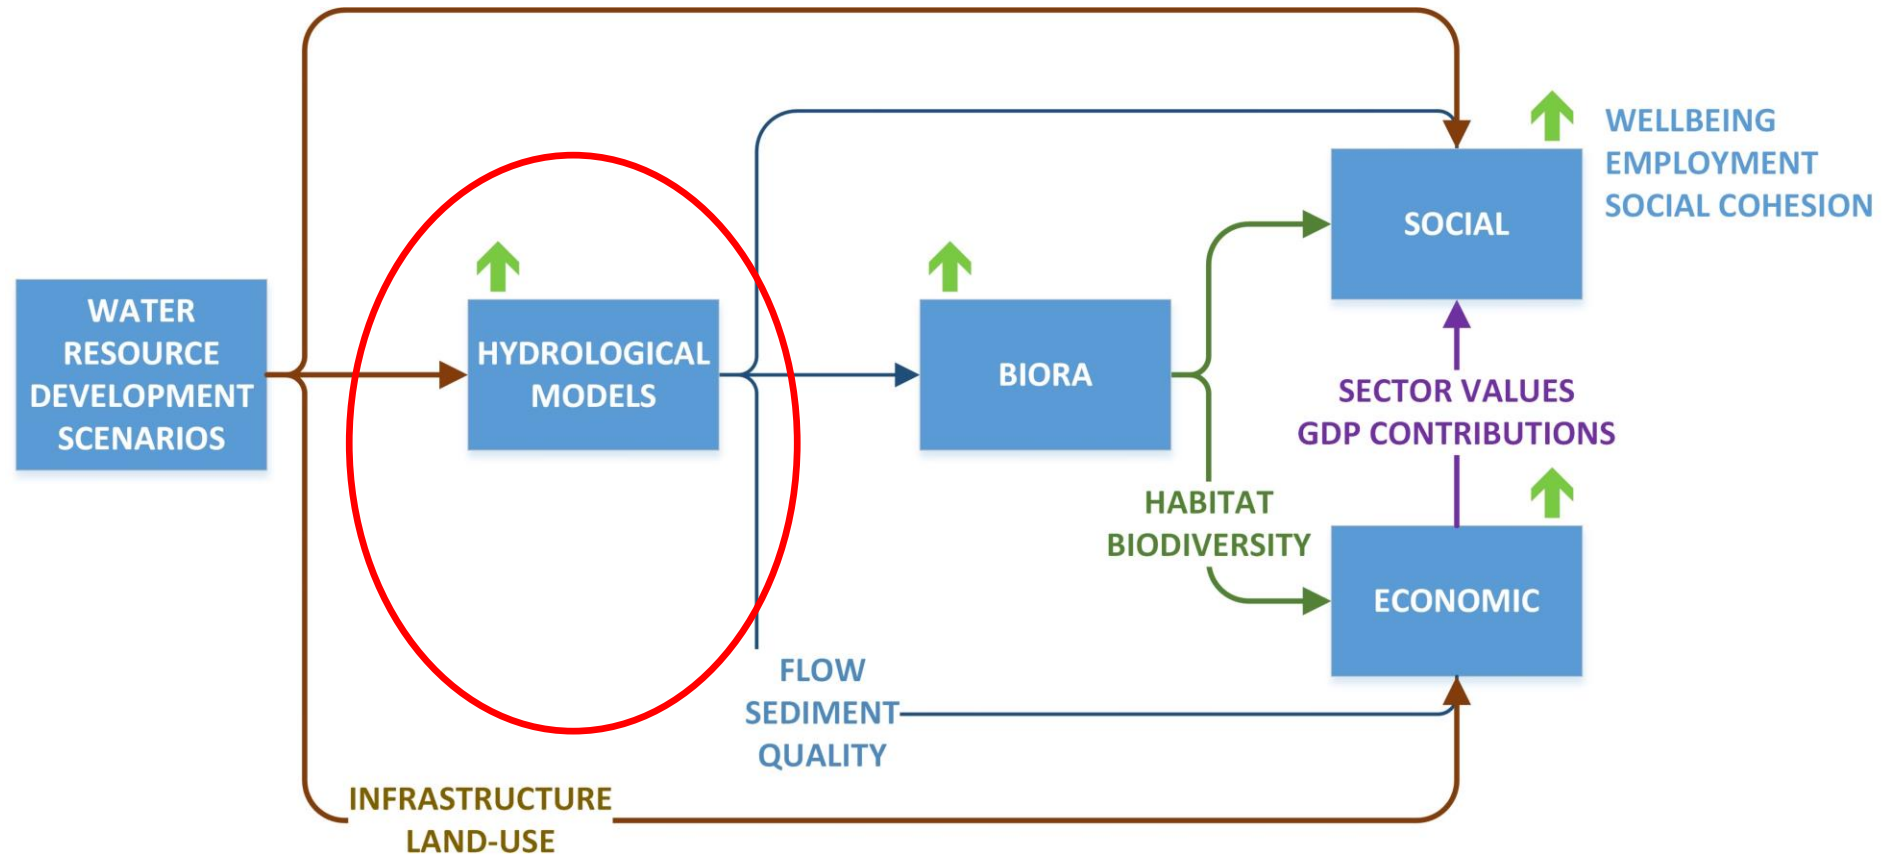 WATER
RESOURCE
DEVELOPMENT
SCENARIOS
HYDROLOGICAL
MODELS
BIORA
SOCIAL
WELLBEING
EMPLOYMENT
SOCIAL COHESION
SECTOR VALUES
GDP CONTRIBUTIONS
HABITAT
BIODIVERSITY
ECONOMIC
FLOW
SEDIMENT
QUALITY
INFRASTRUCTURE
LAND-USE